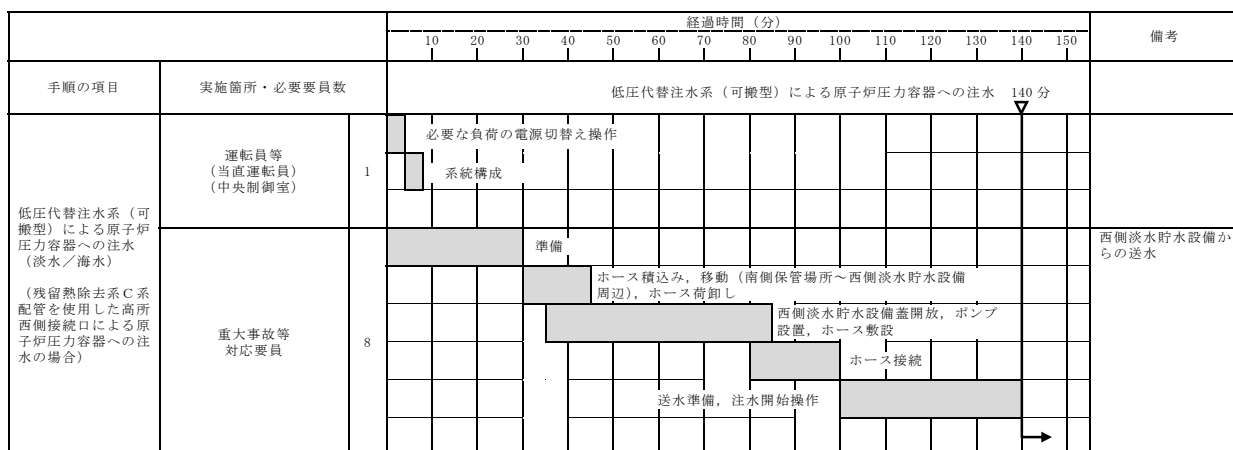 経過時間（分）
備考
10 20 30 40 50 60 70 80 90 100 110 120 130 140 150
手順の項目
実施箇所・必要要員数
低圧代替注水系（可搬型）による原子炉圧力容器への注水 140 分
低圧代替注水系（可
搬型）による原子炉
圧力容器への注水
（淡水／海水）
（残留熱除去系Ｃ系
配管を使用した高所
西側接続口による原
子炉圧力容器への注
水の場合）
運転員等
（当直運転員）
（中央制御室）
1
必要な負荷の電源切替え操作
系統構成
重大事故等
対応要員
8
準備
ホース積込み，移動（南側保管場所～西側淡水貯水設備
周辺），ホース荷卸し
西側淡水貯水設備蓋開放，ポンプ
設置，ホース敷設
ホース接続
送水準備，注水開始操作
西側淡水貯水設備か
らの送水